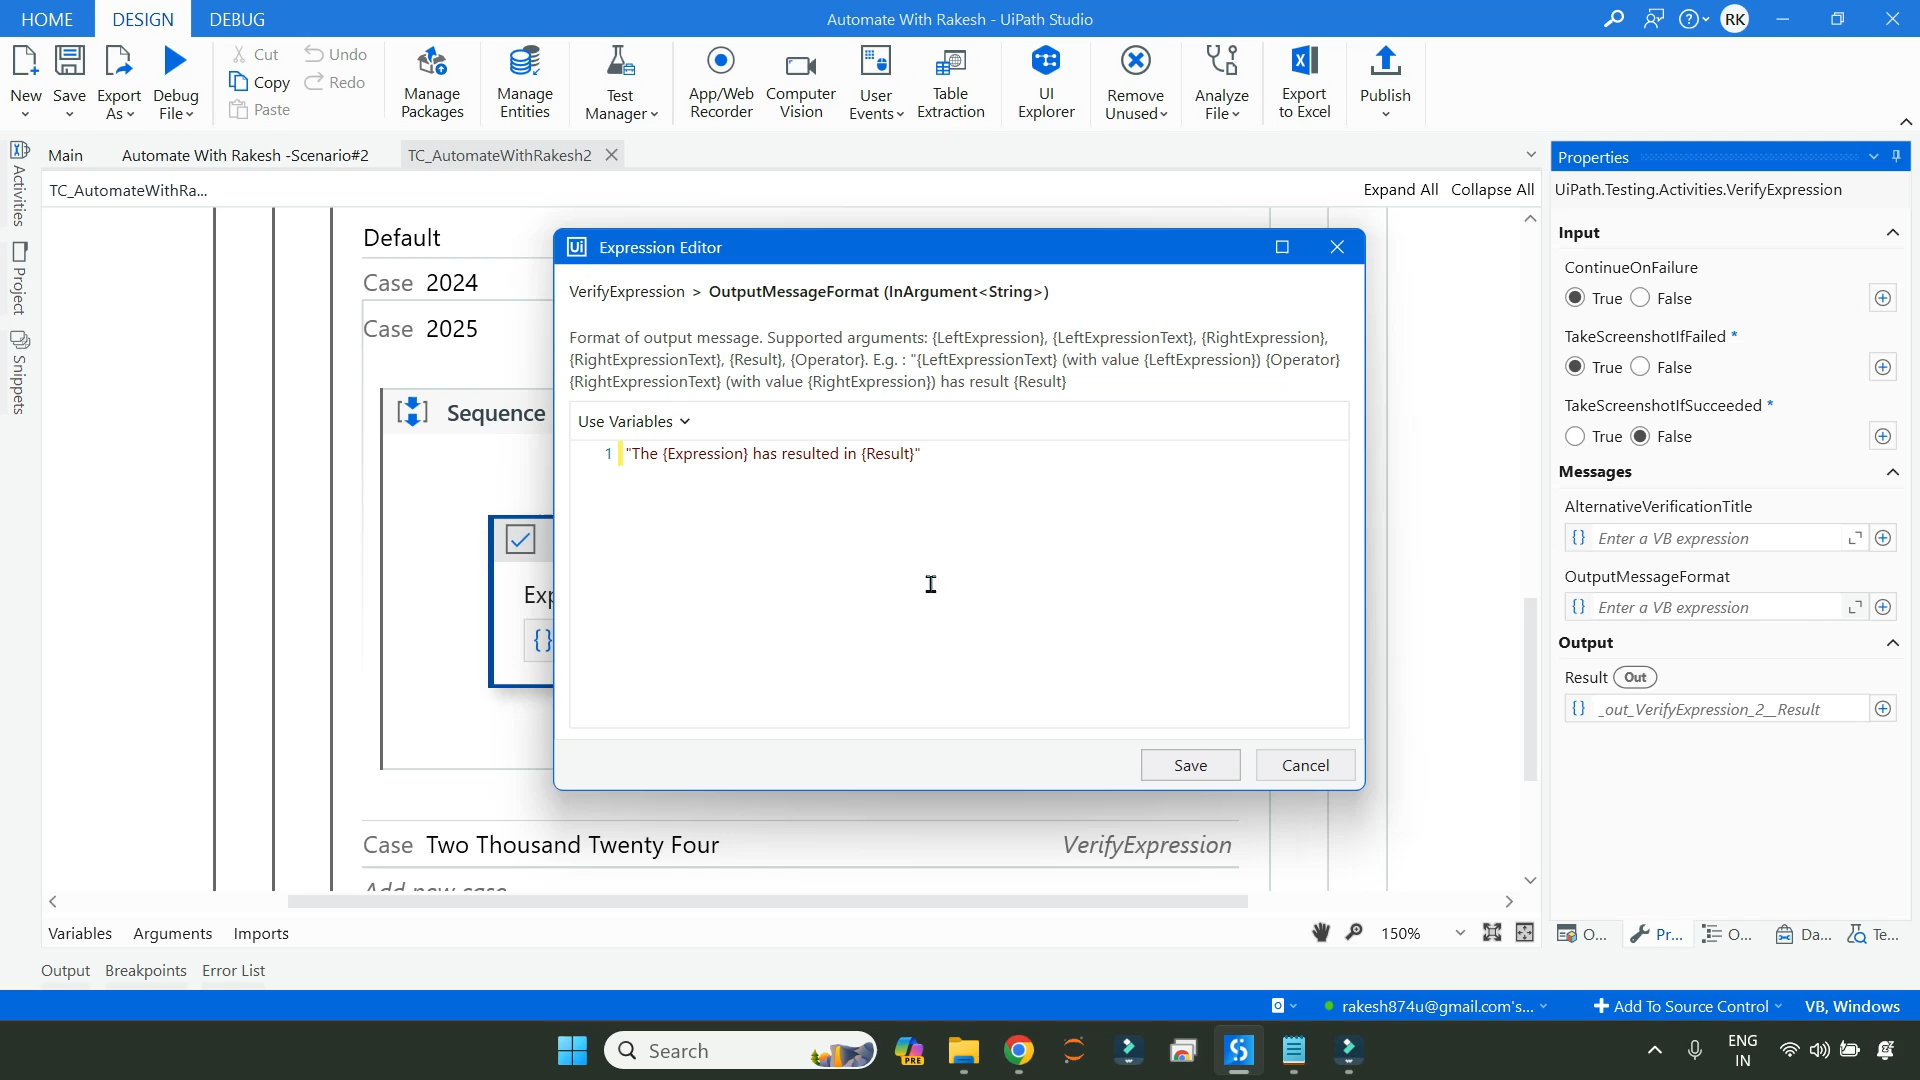 HOME DESIGN DEBUG Automate With Rakesh - UiPath Studio RK
New Save Export As Debug File
Cut Copy Paste Undo Redo
Manage Packages
Manage Entities
Test Manager
App/Web Recorder
Computer Vision
User Events
Table Extraction
UI Explorer
Remove Unused
Analyze File
Export to Excel
Publish
Main Automate With Rakesh -Scenario#2 TC_AutomateWithRakesh2
TC_AutomateWithRa... Expand All Collapse All
Activities
Project
Snippets
Default
Case 2024
Case 2025
Sequence
Exp
Case Two Thousand Twenty Four VerifyExpression
Add new case
Ui Expression Editor
VerifyExpression > OutputMessageFormat (InArgument<String>)
Format of output message. Supported arguments: {LeftExpression}, {LeftExpressionText}, {RightExpression},
{RightExpressionText}, {Result}, {Operator}. E.g. : "{LeftExpressionText} (with value {LeftExpression}) {Operator}
{RightExpressionText} (with value {RightExpression}) has result {Result}
Use Variables
1 "The {Expression} has resulted in {Result}"
Save Cancel
Properties
UiPath.Testing.Activities.VerifyExpression
Input
ContinueOnFailure
True False
TakeScreenshotIfFailed *
True False
TakeScreenshotIfSucceeded *
True False
Messages
AlternativeVerificationTitle
{} Enter a VB expression
OutputMessageFormat
{} Enter a VB expression
Output
Result Out
{} _out_VerifyExpression_2__Result
Variables Arguments Imports 150% O... Pr... O... Da... Te...
Output Breakpoints Error List
rakesh874u@gmail.com's... Add To Source Control VB, Windows
Search PRE ENG
IN